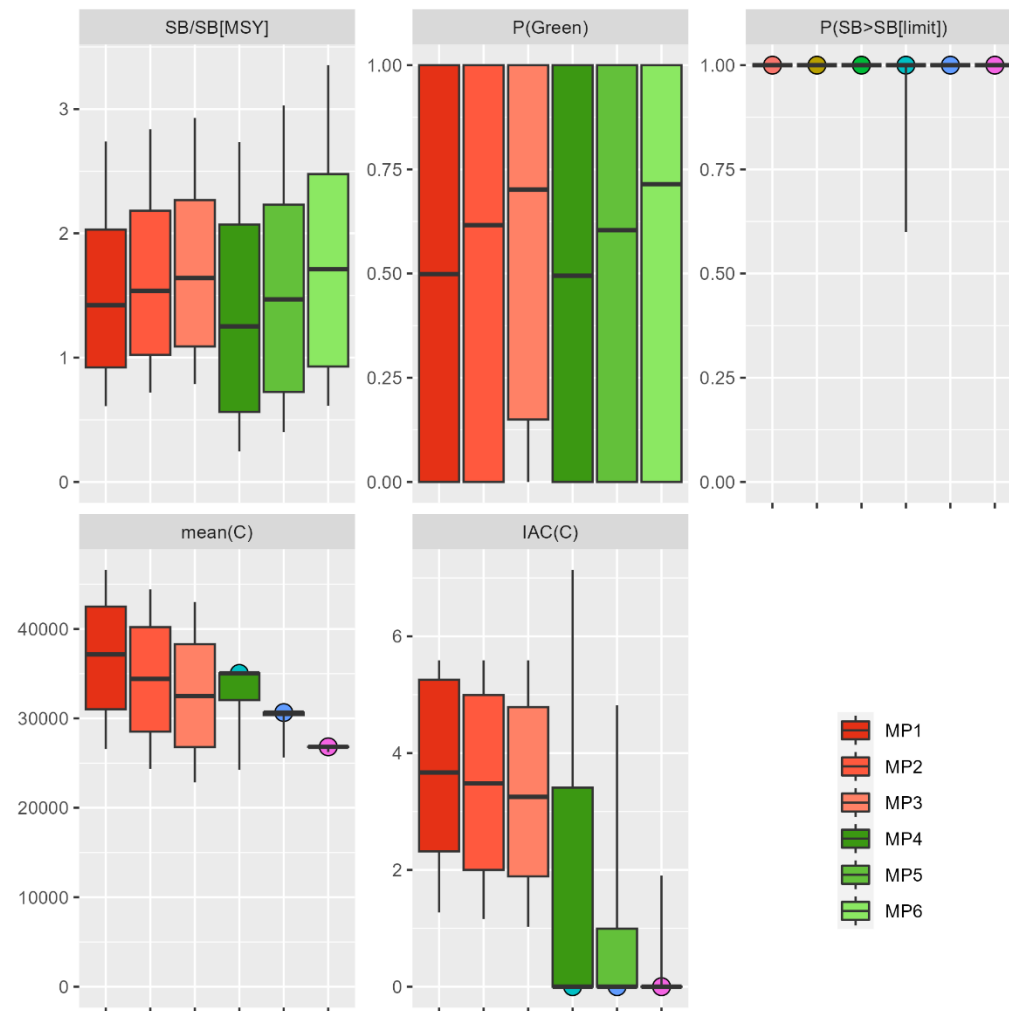 SB/SB[MSY]
P(Green)
P(SB>SB[limit])
3
2
1
0
1.00
0.75
0.50
0.25
0.00
1.00
0.75
0.50
0.25
0.00
mean(C)
IAC(C)
40000
30000
20000
10000
0
6
4
2
0
MP1
MP2
MP3
MP4
MP5
MP6